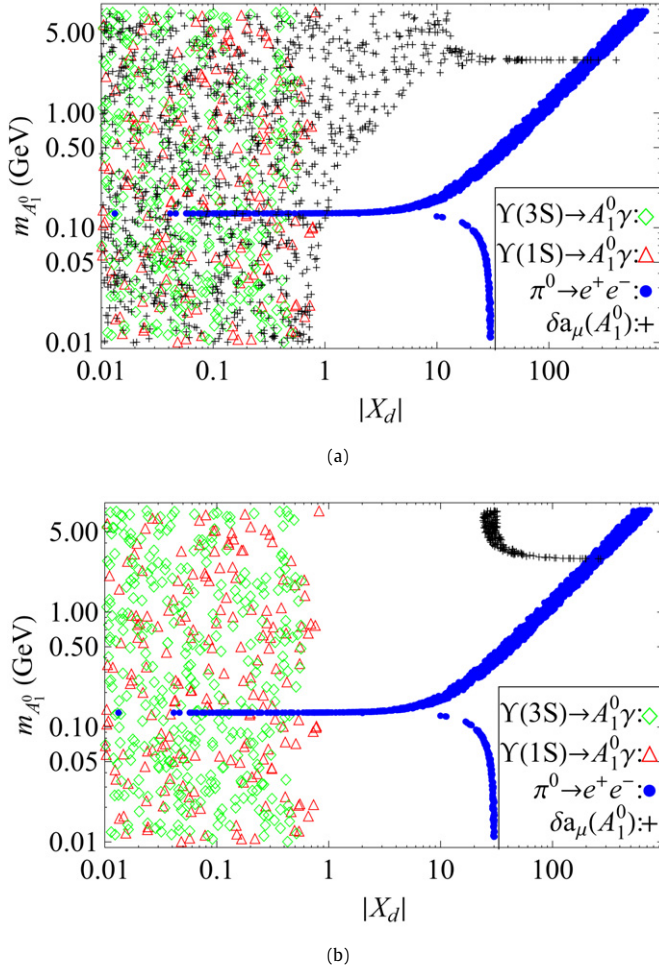 5.00
1.00
0.50
0.10
0.05
0.01
m_{A_1^0} (GeV)
Υ(3S)→A_1^0γ:◇
Υ(1S)→A_1^0γ:△
π^0→e^+e^-:●
δa_μ(A_1^0):+
0.01 0.1 1 10 100
|X_d|
(a)
5.00
1.00
0.50
0.10
0.05
0.01
m_{A_1^0} (GeV)
Υ(3S)→A_1^0γ:◇
Υ(1S)→A_1^0γ:△
π^0→e^+e^-:●
δa_μ(A_1^0):+
0.01 0.1 1 10 100
|X_d|
(b)